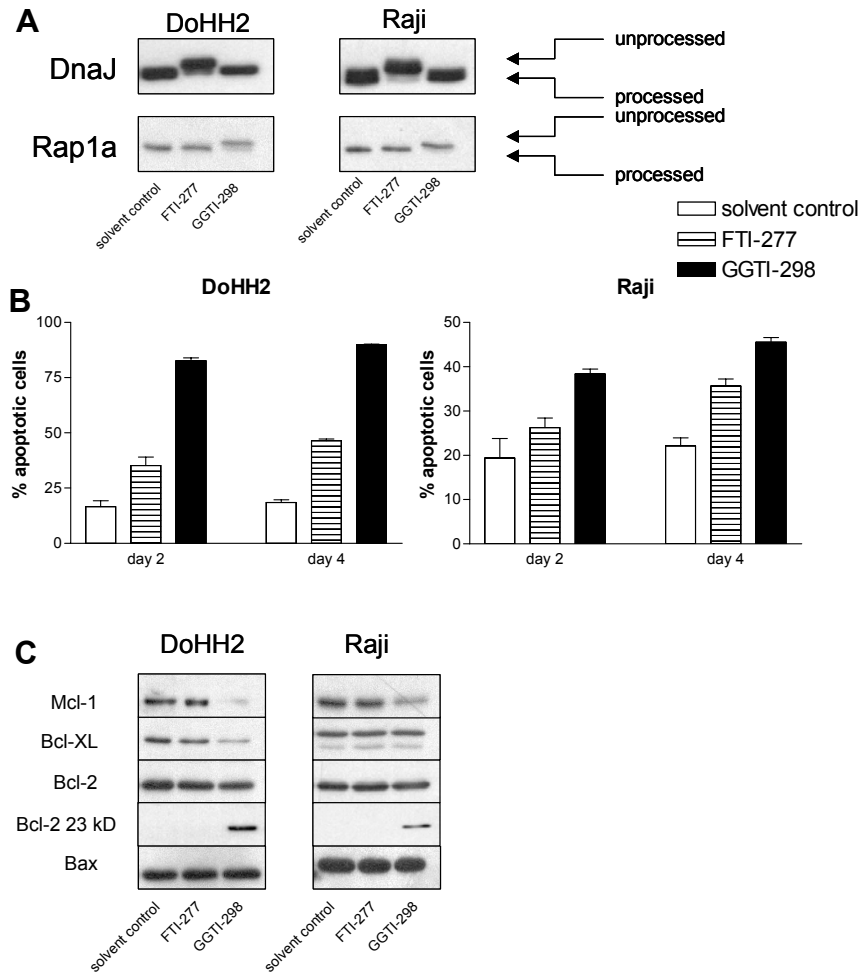 A
DoHH2
Raji
DnaJ
unprocessed
processed
Rap1a
unprocessed
processed
solvent control
FTI-277
GGTI-298
solvent control
FTI-277
GGTI-298
solvent control
FTI-277
GGTI-298
B
DoHH2
Raji
% apoptotic cells
100
75
50
25
0
day 2
day 4
% apoptotic cells
50
40
30
20
10
0
day 2
day 4
C
DoHH2
Raji
Mcl-1
Bcl-XL
Bcl-2
Bcl-2 23 kD
Bax
solvent control
FTI-277
GGTI-298
solvent control
FTI-277
GGTI-298